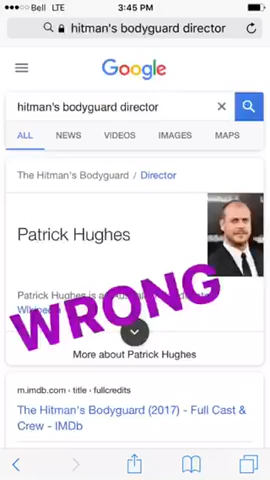 Bell LTE 3:45 PM
hitman's bodyguard director
Google
hitman's bodyguard director
ALL NEWS VIDEOS IMAGES MAPS
The Hitman's Bodyguard / Director
Patrick Hughes
Patrick Hughes is
Wikipedia
WRONG
More about Patrick Hughes
m.imdb.com › title › fullcredits
The Hitman's Bodyguard (2017) - Full Cast &
Crew - IMDb